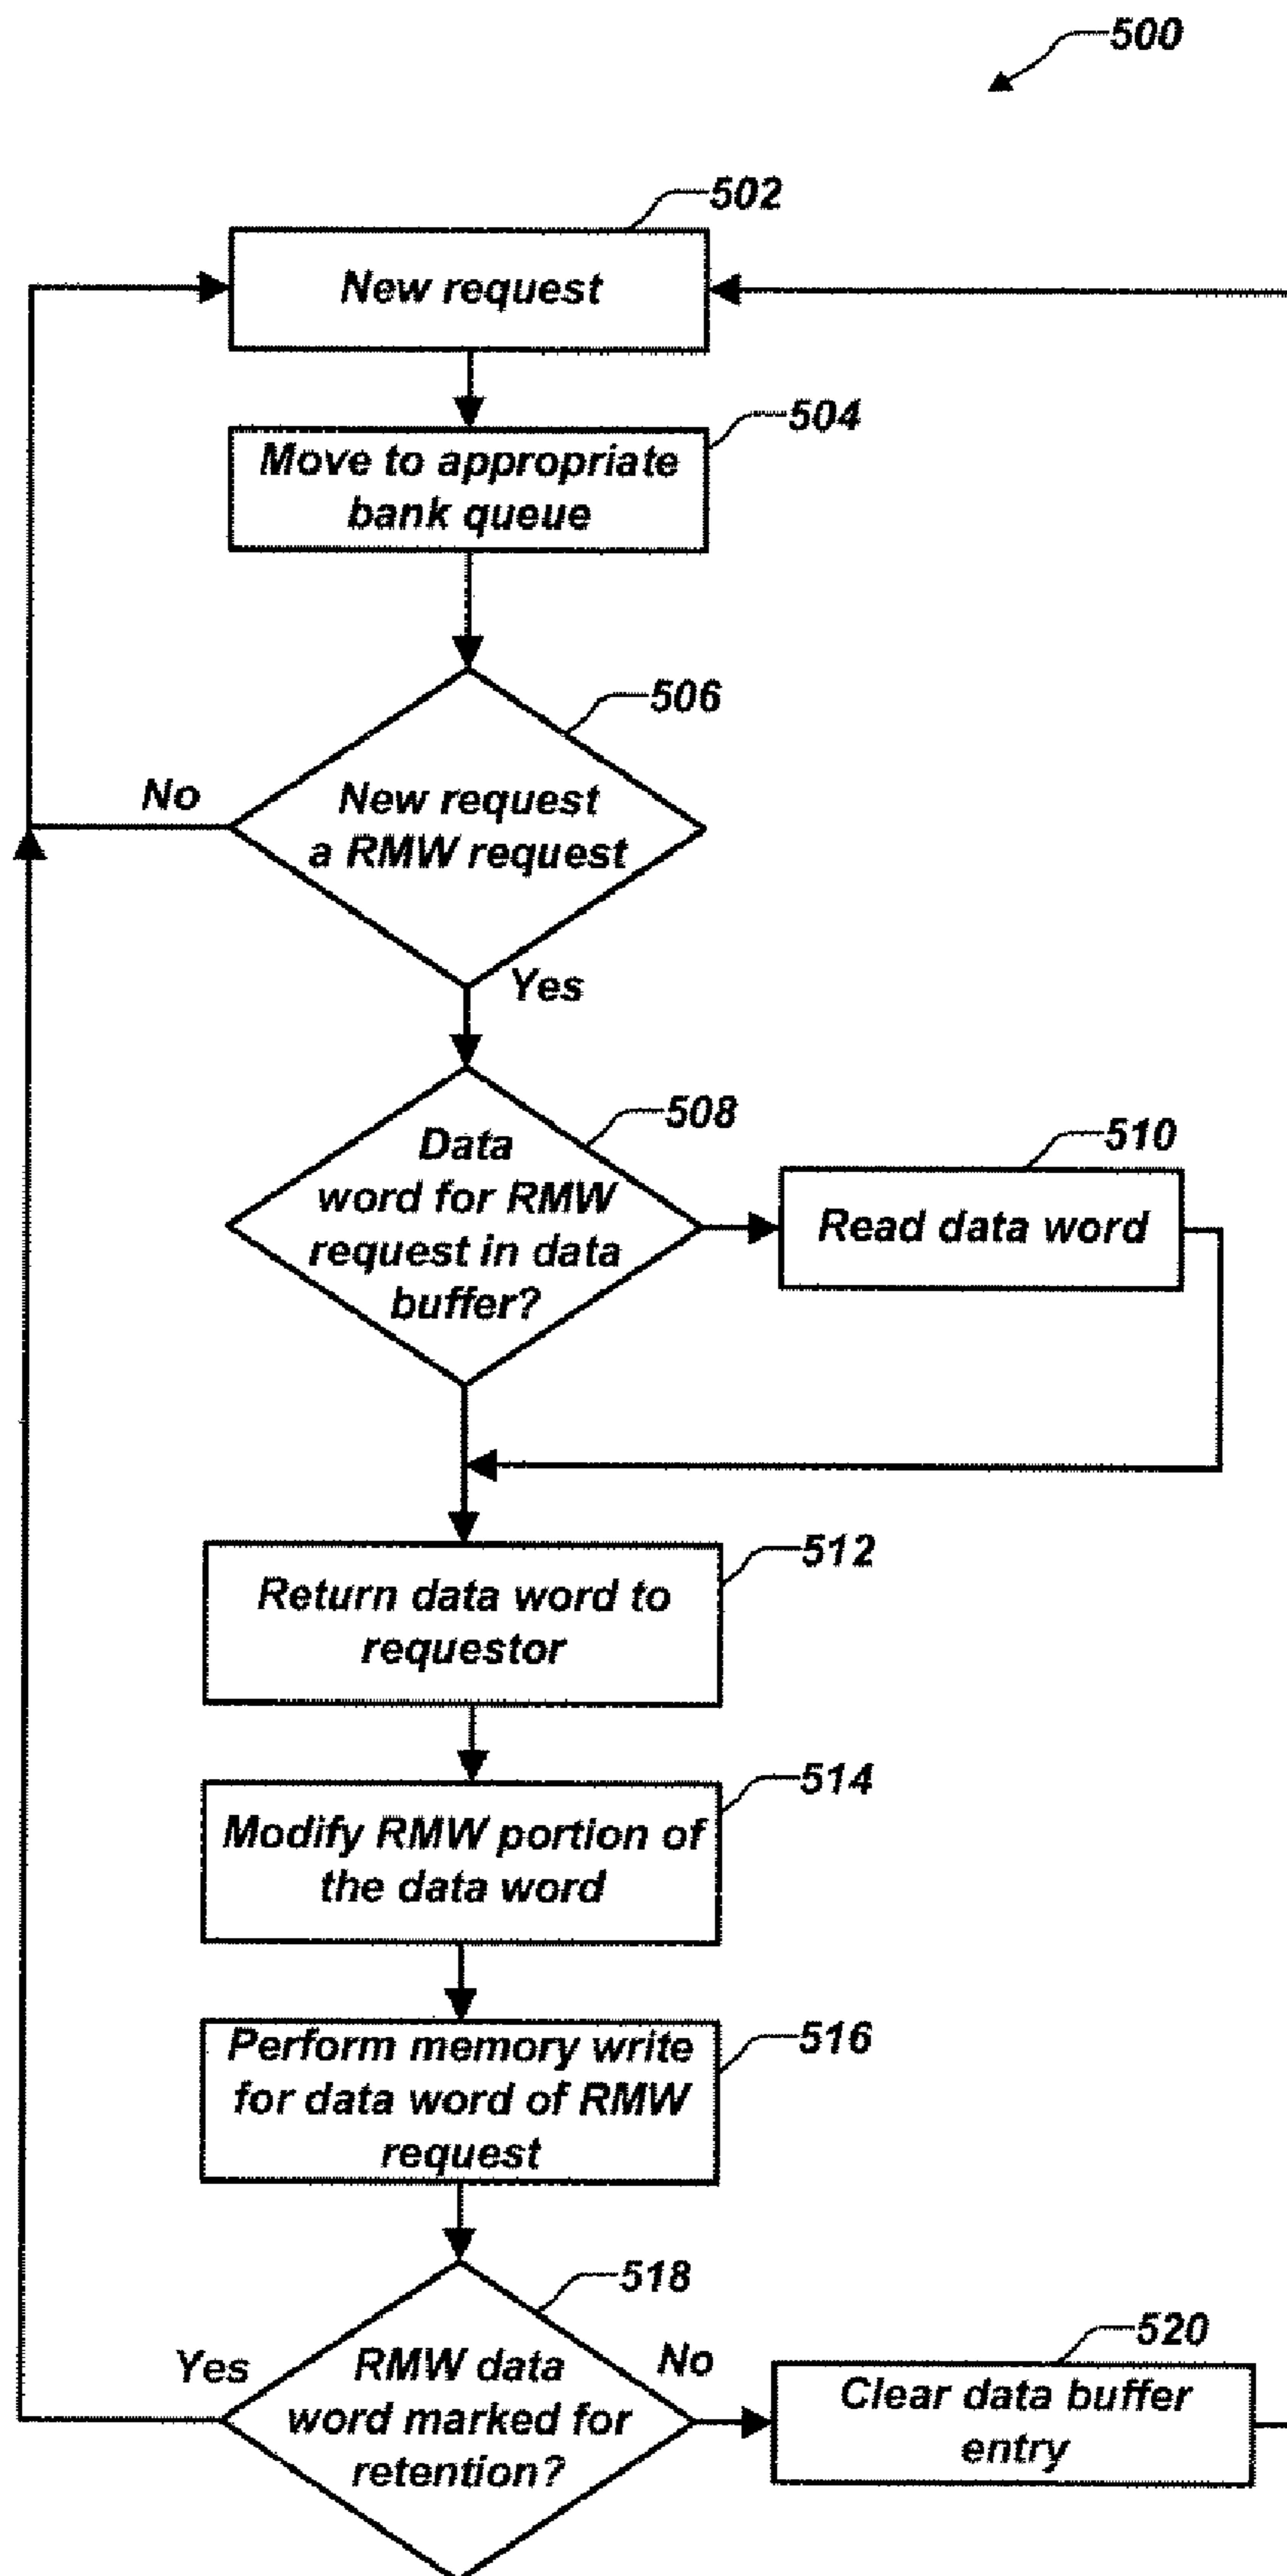 500
502
New request
504
Move to appropriate
bank queue
506
No
New request
a RMW request
Yes
508
Data
word for RMW
request in data
buffer?
510
Read data word
512
Return data word to
requestor
514
Modify RMW portion of
the data word
516
Perform memory write
for data word of RMW
request
518
Yes
RMW data
word marked for
retention?
No
520
Clear data buffer
entry